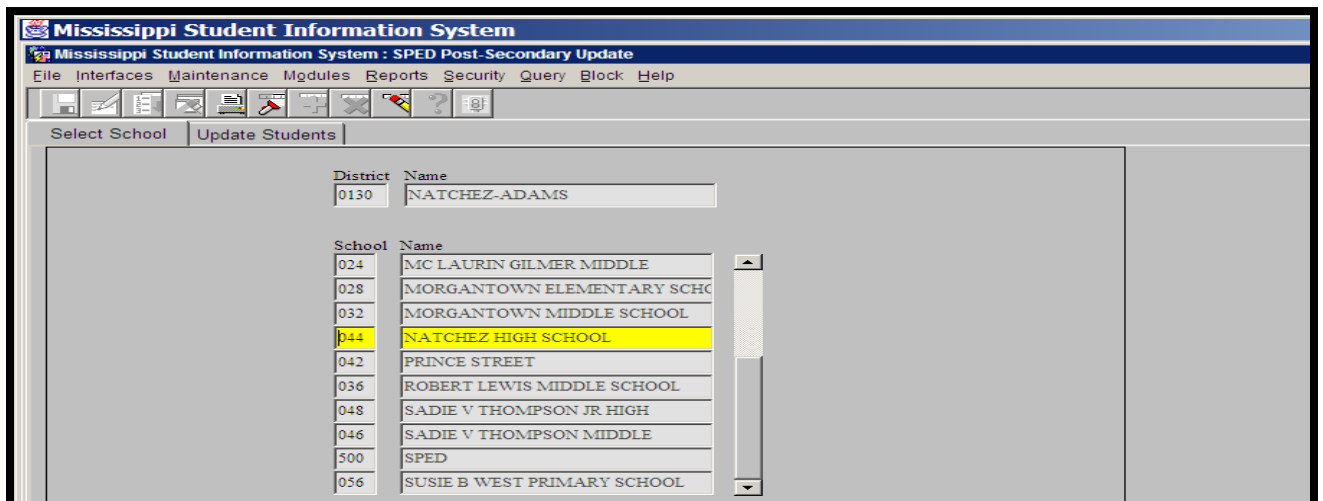 Mississippi Student Information System
Mississippi Student Information System : SPED Post-Secondary Update
File Interfaces Maintenance Modules Reports Security Query Block Help
Select School Update Students
District Name
0130 NATCHEZ-ADAMS
School Name
024 MC LAURIN GILMER MIDDLE
028 MORGANTOWN ELEMENTARY SCHO
032 MORGANTOWN MIDDLE SCHOOL
044 NATCHEZ HIGH SCHOOL
042 PRINCE STREET
036 ROBERT LEWIS MIDDLE SCHOOL
048 SADIE V THOMPSON JR HIGH
046 SADIE V THOMPSON MIDDLE
500 SPED
056 SUSIE B WEST PRIMARY SCHOOL